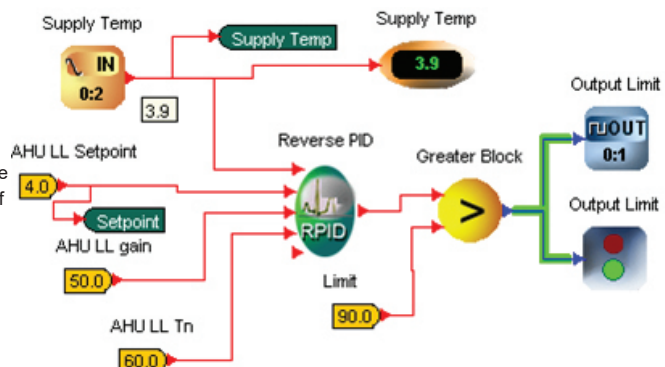 Supply Temp
Supply Temp
IN
0:2
Supply Temp
3.9
3.9
Output Limit
OUT
0:1
AHU LL Setpoint
e
4.0
f
Setpoint
Reverse PID
RPID
Greater Block
>
Output Limit
AHU LL gain
50.0
Limit
90.0
AHU LL Tn
60.0